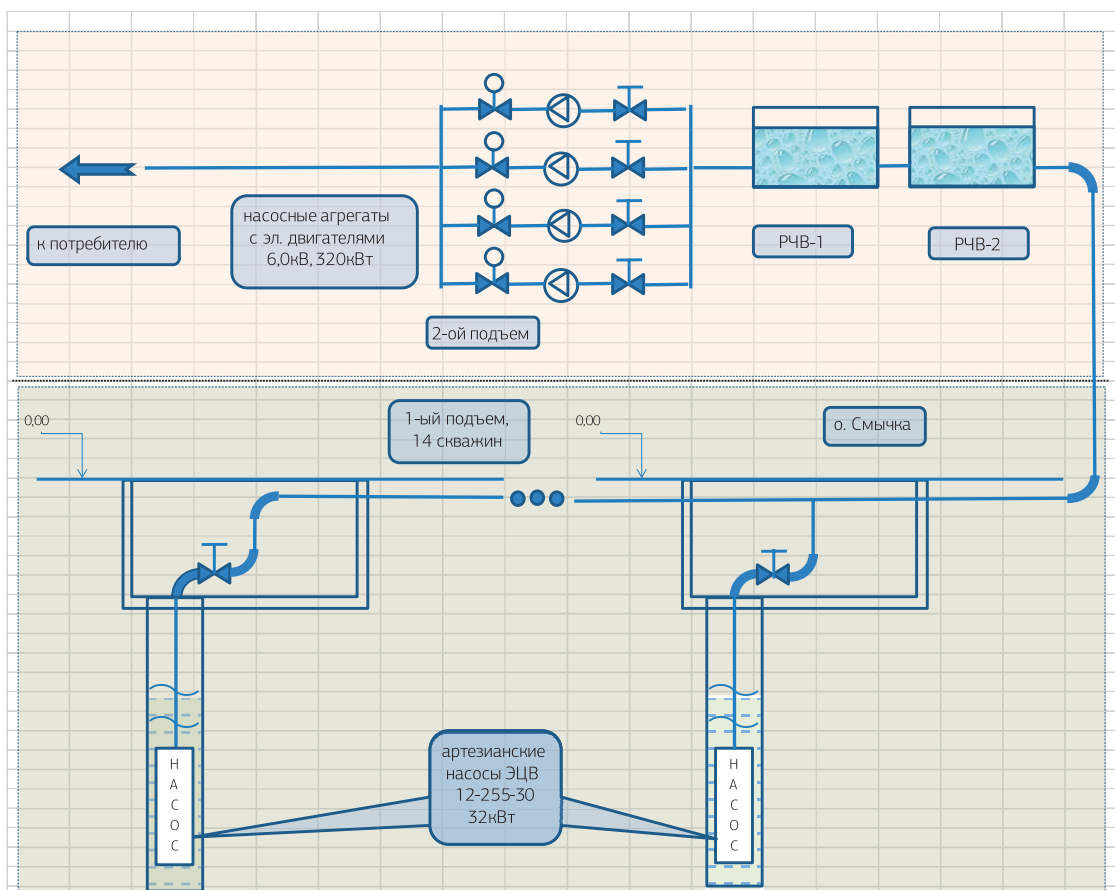 к потребителю
насосные агрегаты
с эл. двигателями
6,0кВ, 320кВт
РЧВ-1
РЧВ-2
2-ой подъем
0,00
1-ый подъем,
14 скважин
0,00
о. Смычка
артезианские
насосы ЭЦВ
12-255-30
32кВт
Н
А
С
О
С
Н
А
С
О
С